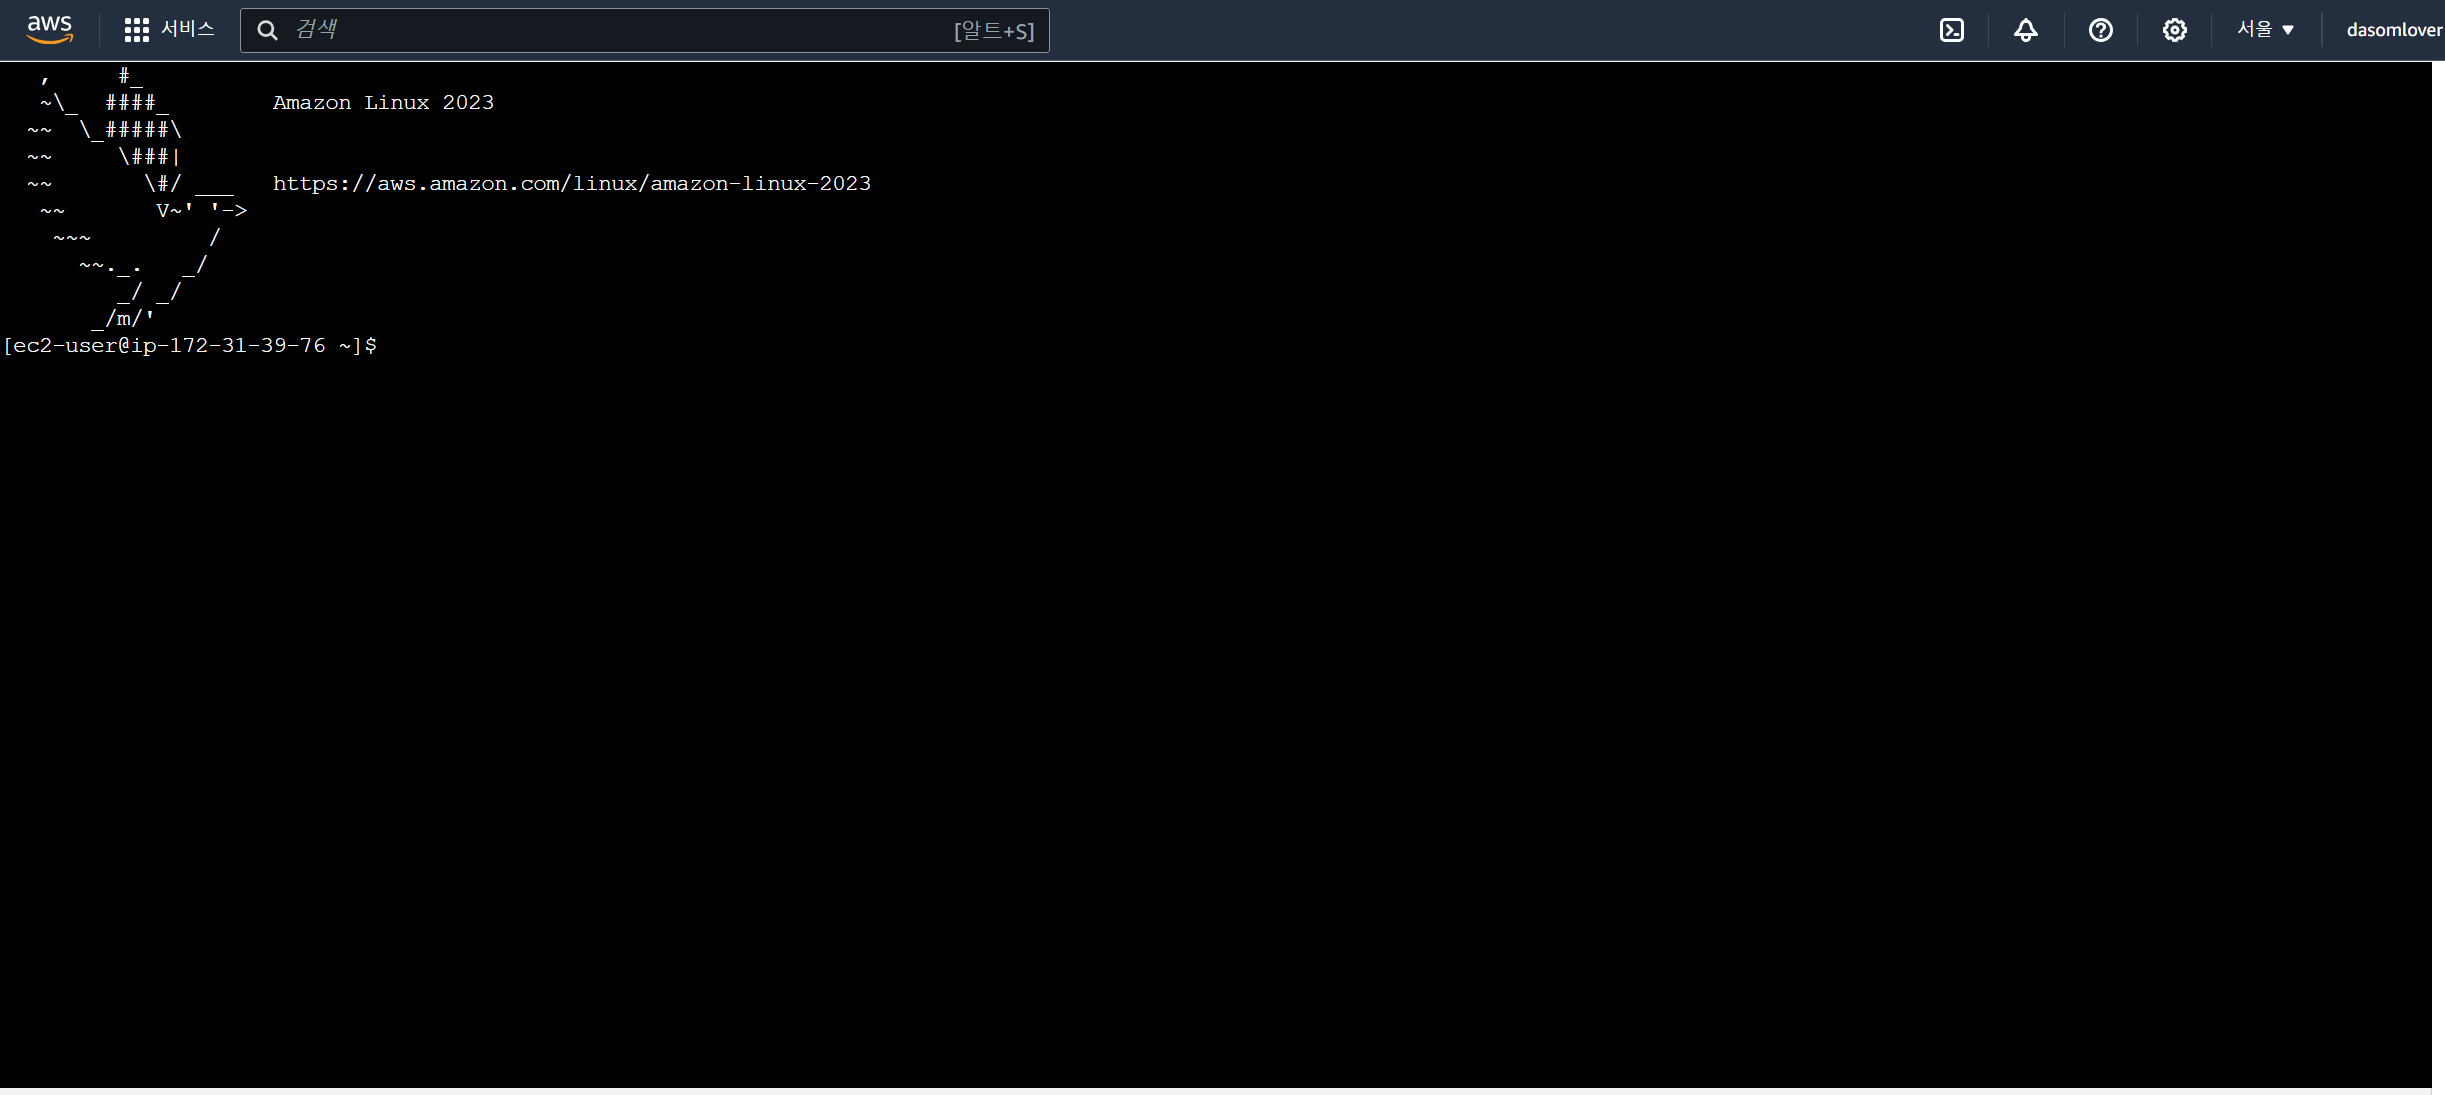 aws 서비스 검색 [알트+S] 서울 ▼ dasomlover
   ,     #_
   ~\_  ####_        Amazon Linux 2023
  ~~  \_#####\
  ~~     \###|
  ~~       \#/ ___   https://aws.amazon.com/linux/amazon-linux-2023
   ~~       V~' '->
    ~~~         /
      ~~._.   _/
         _/ _/
       _/m/'
[ec2-user@ip-172-31-39-76 ~]$